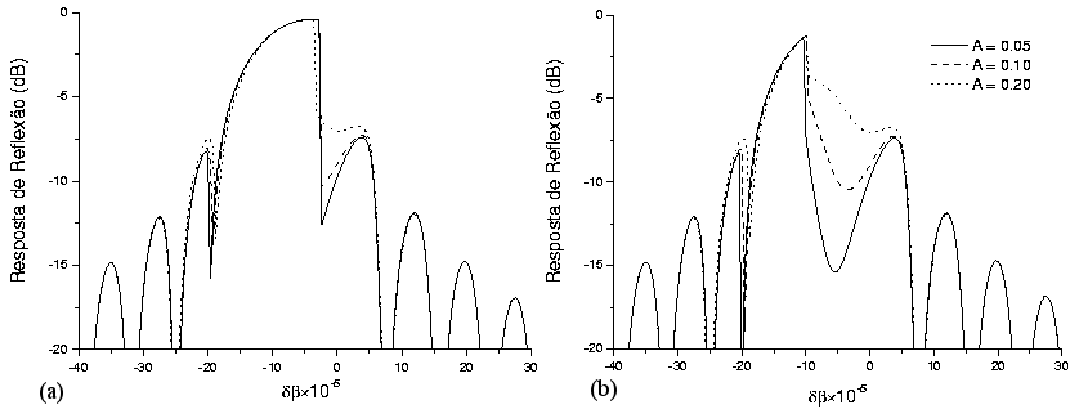 Resposta de Reflexão (dB)
0
-5
-10
-15
-20
-40 -30 -20 -10 0 10 20 30
δβ×10⁻⁵
(a)
Resposta de Reflexão (dB)
0
-5
-10
-15
-20
A = 0.05
A = 0.10
A = 0.20
-40 -30 -20 -10 0 10 20 30
δβ×10⁻⁵
(b)